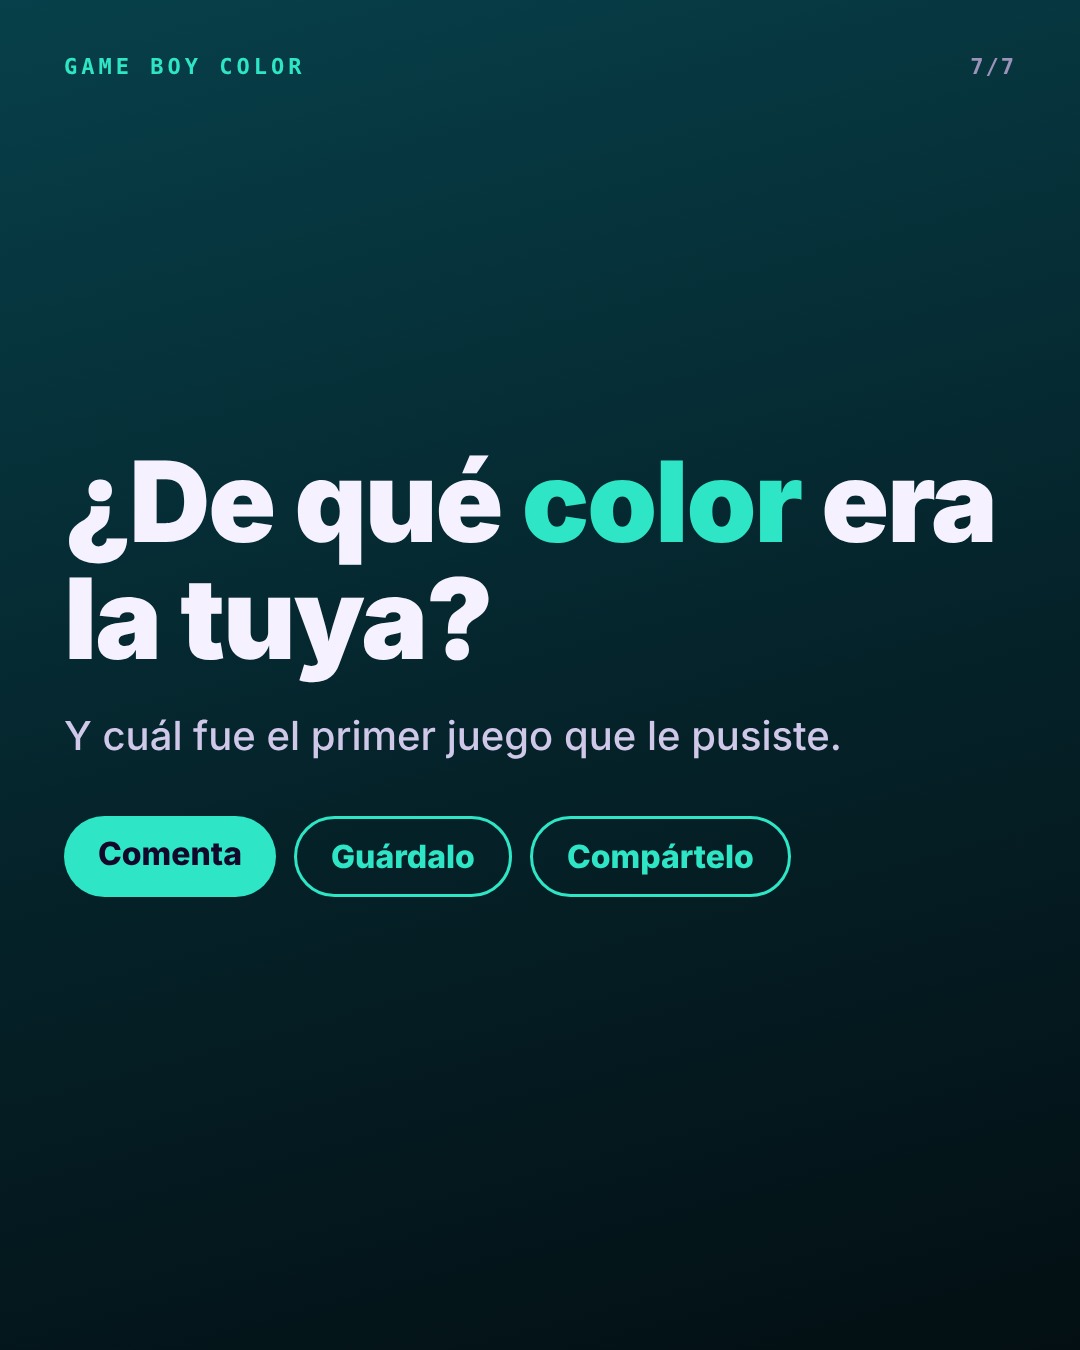 GAME BOY COLOR
7/7
¿De qué color era
la tuya?
Y cuál fue el primer juego que le pusiste.
Comenta
Guárdalo
Compártelo